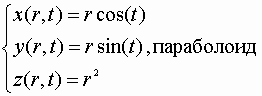 x(r,t) = r cos(t)
y(r,t) = r sin(t), параболоид
z(r,t) = r²